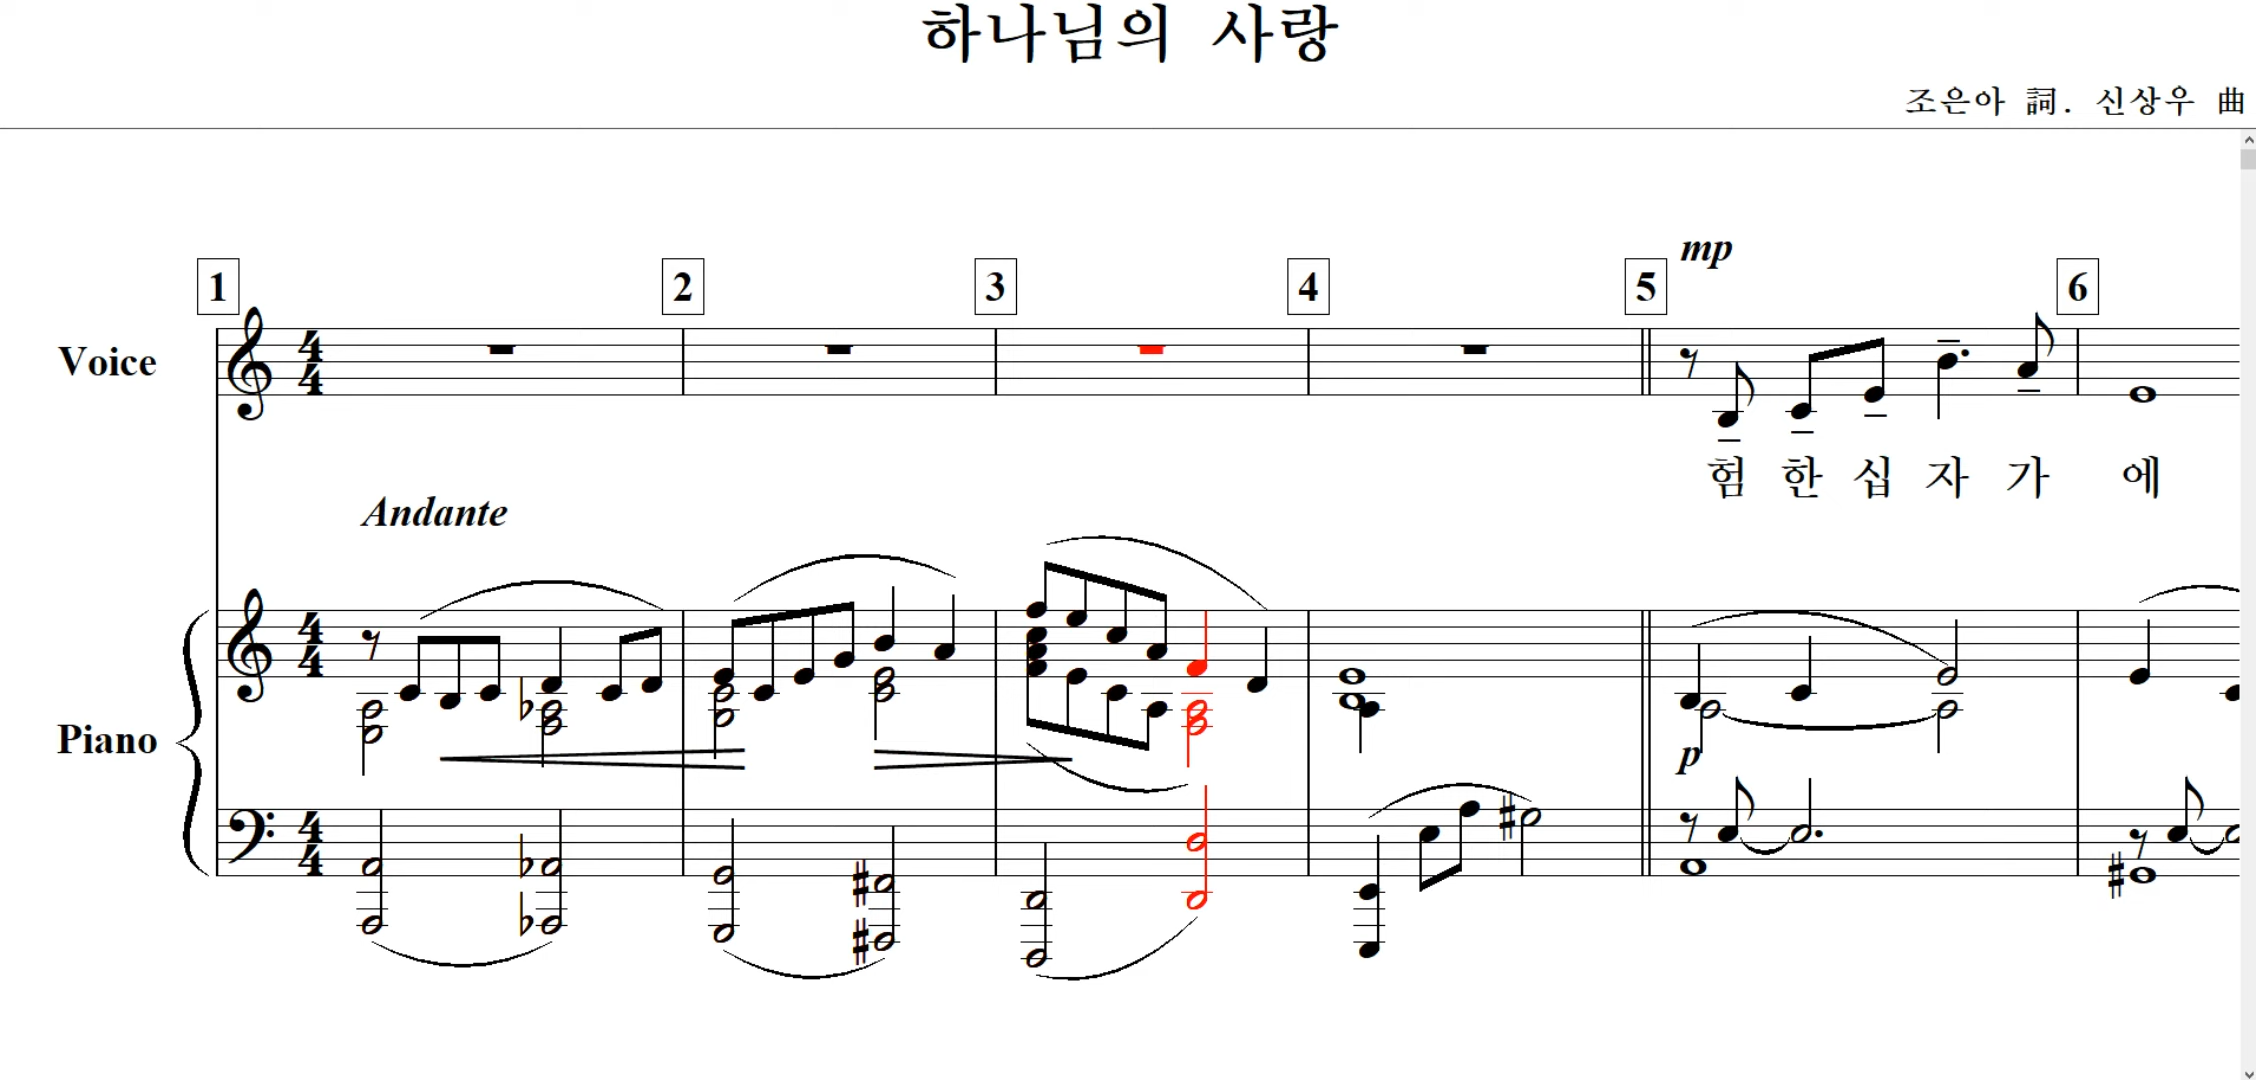 하나님의 사랑
조은아 詞. 신상우 曲
mp
1 2 3 4 5 6
Voice
험 한 십 자 가 에
Andante
Piano
p